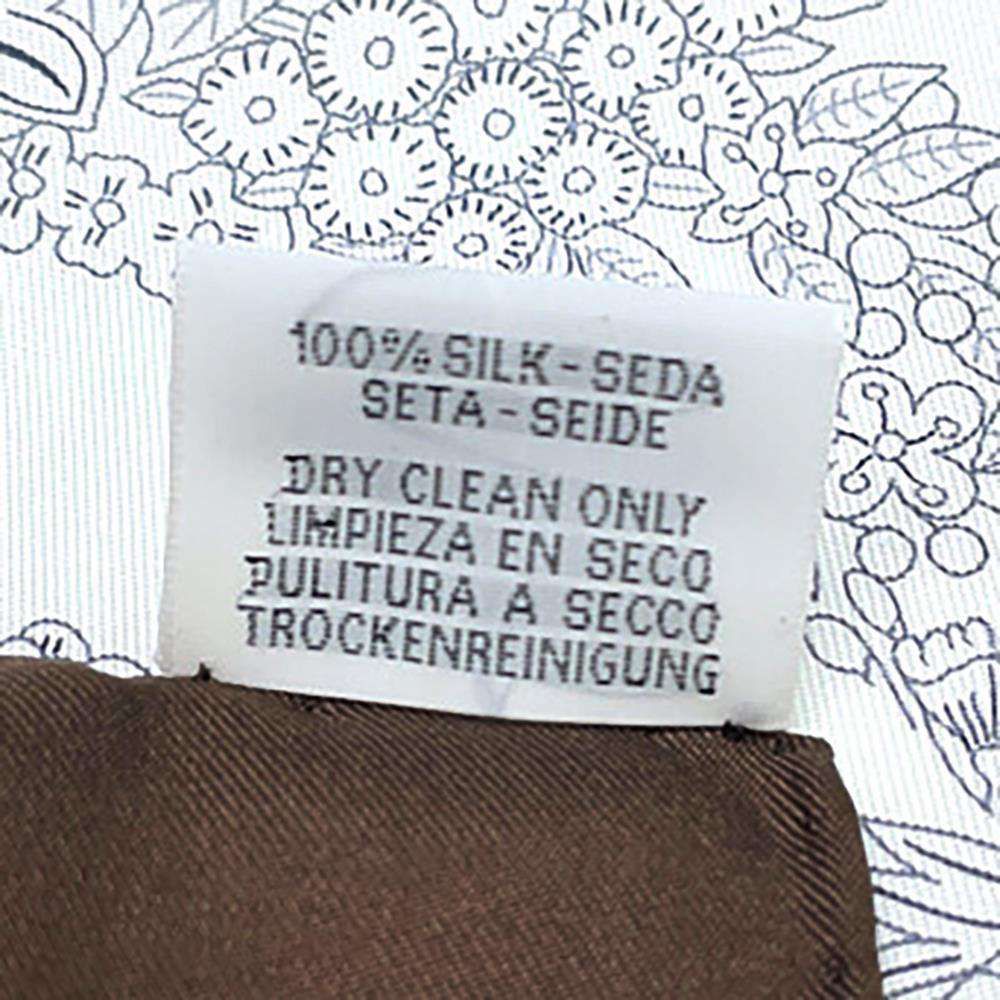 100% SILK - SEDA
SETA - SEIDE
DRY CLEAN ONLY
LIMPIEZA EN SECO
PULITURA A SECCO
TROCKENREINIGUNG